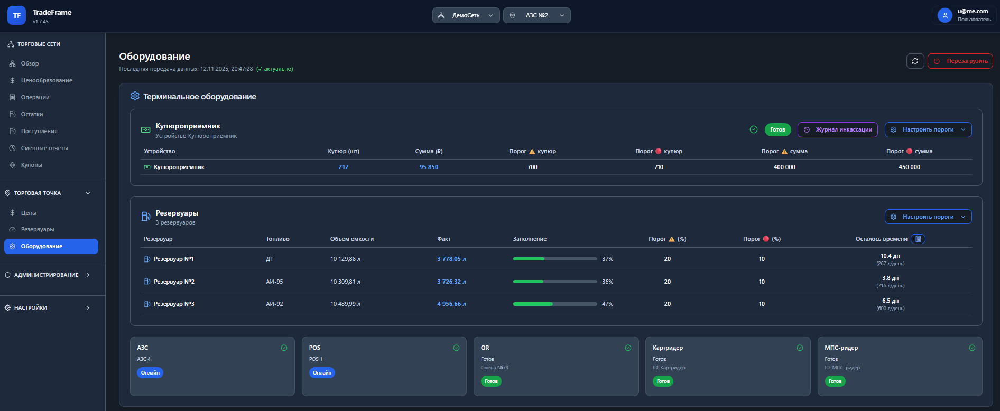 TF
TradeFrame
v1.7.45
ДемоСеть
АЗС №2
u@me.com
Пользователь
ТОРГОВЫЕ СЕТИ
Обзор
Ценообразование
Операции
Остатки
Поступления
Сменные отчеты
Купоны
ТОРГОВАЯ ТОЧКА
Цены
Резервуары
Оборудование
АДМИНИСТРИРОВАНИЕ
НАСТРОЙКИ
Оборудование
Последняя передача данных: 12.11.2025, 20:47:28 (✓ актуально)
Перезагрузить
Терминальное оборудование
Купюроприемник
Устройство Купюроприемник
Готов
Журнал инкассации
Настроить пороги
Устройство Купюр (шт) Сумма (₽) Порог ⚠ купюр Порог 🔴 купюр Порог ⚠ сумма Порог 🔴 сумма
Купюроприемник 212 95 850 700 710 400 000 450 000
Резервуары
3 резервуаров
Настроить пороги
Резервуар Топливо Объем емкости Факт Заполнение Порог ⚠ (%) Порог 🔴 (%) Осталось времени
Резервуар №1 ДТ 10 129,88 л 3 778,05 л 37% 20 10 10.4 дн
(267 л/день)
Резервуар №2 АИ-95 10 309,81 л 3 726,32 л 36% 20 10 3.8 дн
(716 л/день)
Резервуар №3 АИ-92 10 489,99 л 4 956,66 л 47% 20 10 6.5 дн
(600 л/день)
АЗС
АЗС 4
Онлайн
POS
POS 1
Онлайн
QR
Готов
Смена №79
Готов
Картридер
Готов
ID: Картридер
Готов
МПС-ридер
Готов
ID: МПС-ридер
Готов